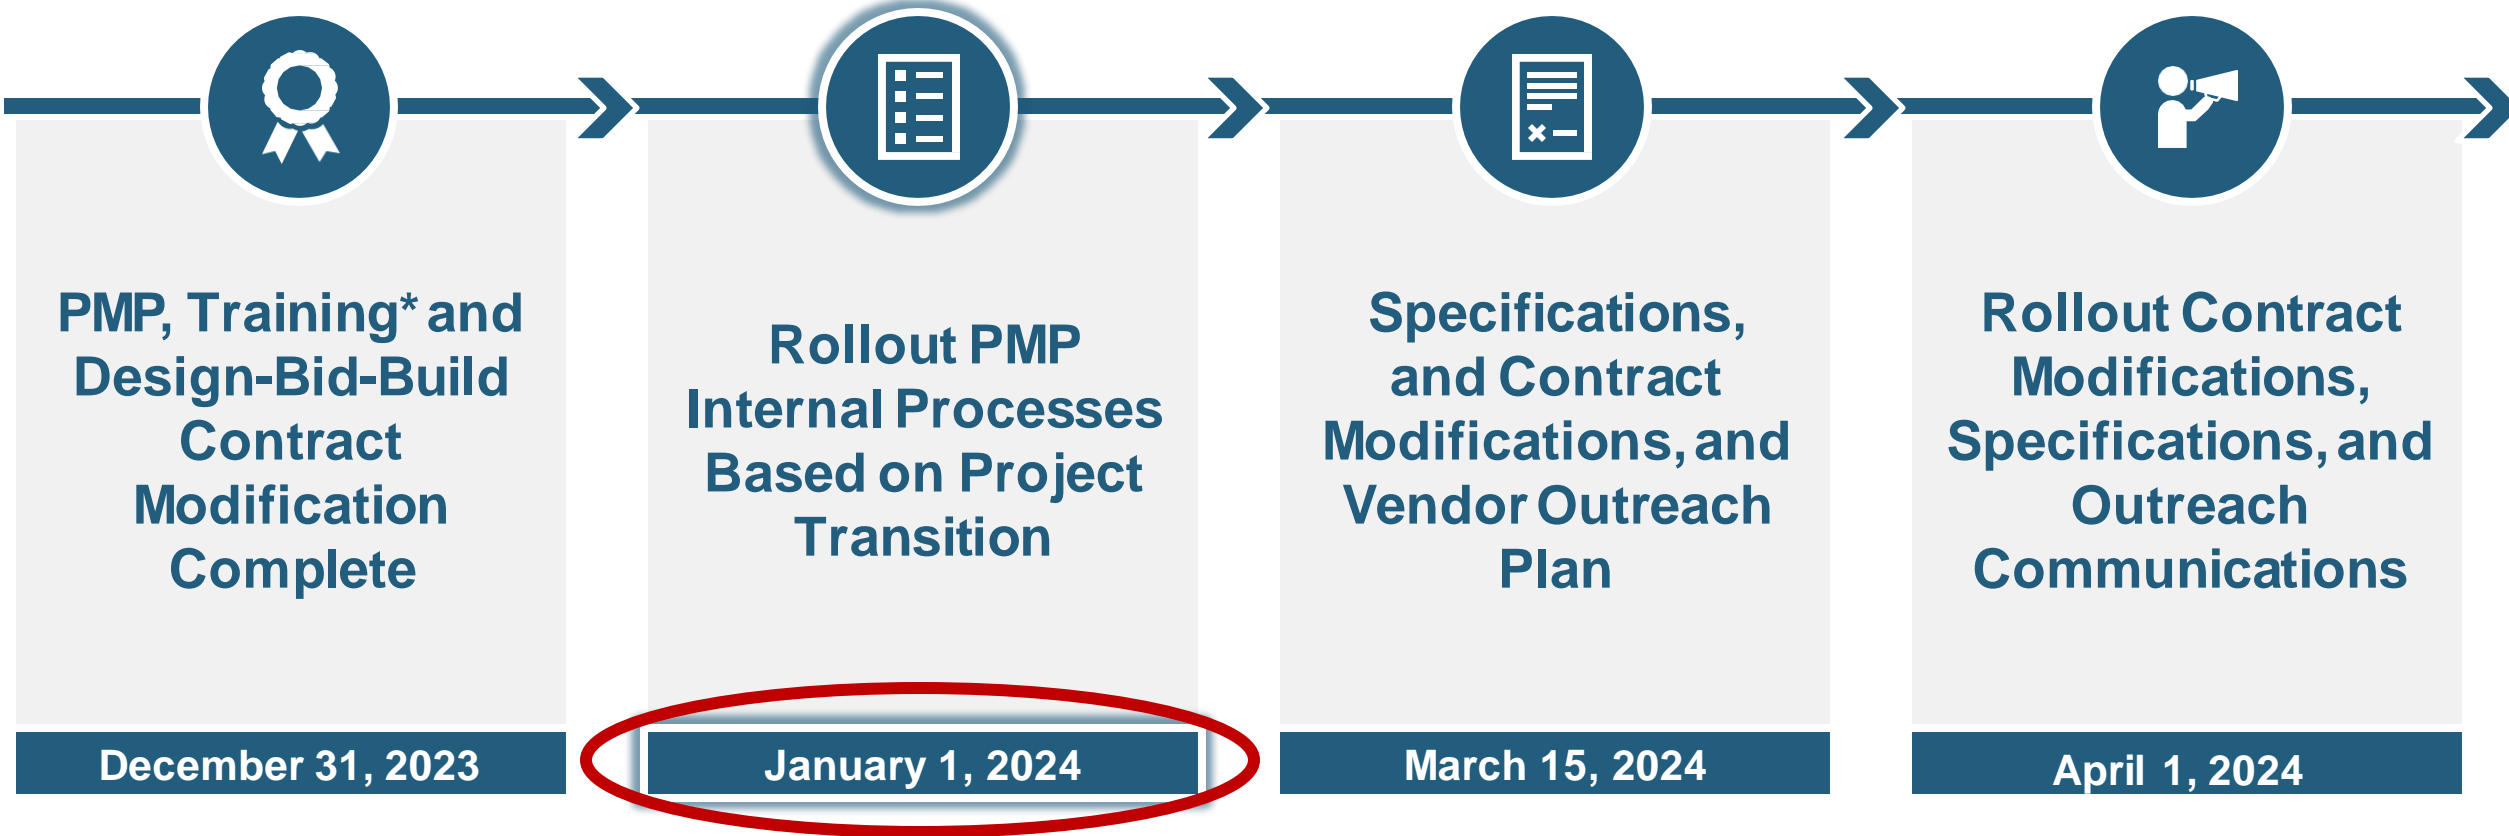 PMP, Training* and
Design-Bid-Build
Contract
Modification
Complete
December 31, 2023
Rollout PMP
Internal Processes
Based on Project
Transition
January 1, 2024
Specifications,
and Contract
Modifications, and
Vendor Outreach
Plan
March 15, 2024
Rollout Contract
Modifications,
Specifications, and
Outreach
Communications
April 1, 2024